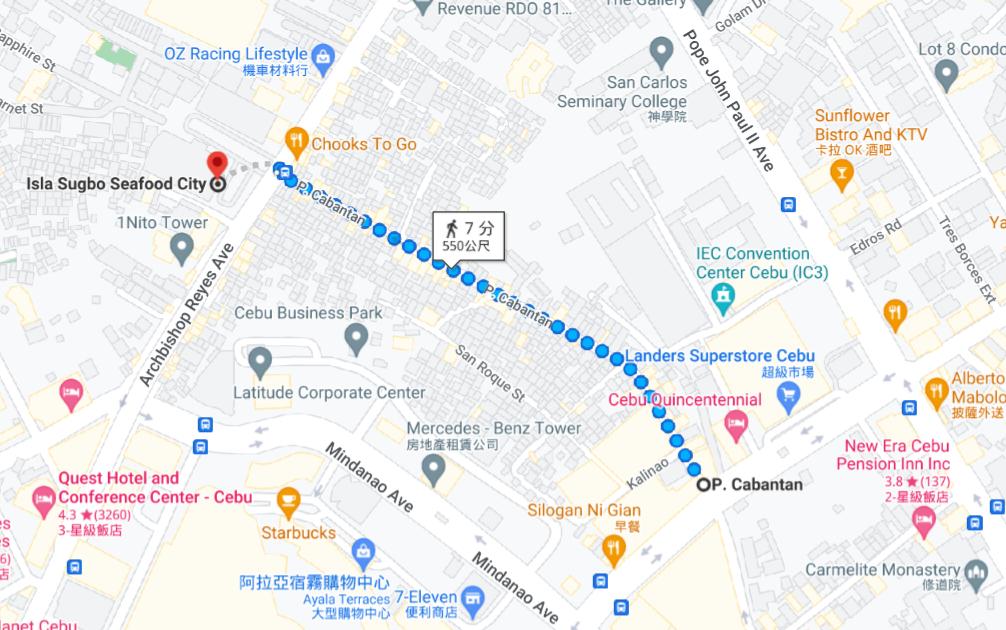 Revenue RDO 81...
The Gallery
Golam Dr
OZ Racing Lifestyle
機車材料行
Pope John Paul II Ave
Lot 8 Condo
San Carlos
Seminary College
神學院
Sunflower
Bistro And KTV
卡拉 OK 酒吧
Chooks To Go
Isla Sugbo Seafood City
P. Cabantan
1Nito Tower
7 分
550公尺
Edros Rd
Tres Borces Ext
Archbishop Reyes Ave
IEC Convention
Center Cebu (IC3)
P. Cabantan
Cebu Business Park
San Roque St
Landers Superstore Cebu
超級市場
Latitude Corporate Center
Cebu Quincentennial
Alberto
Mabolo
披薩外送
Mercedes - Benz Tower
房地產租賃公司
Mindanao Ave
New Era Cebu
Pension Inn Inc
3.8★(137)
2-星級飯店
Kalinao
P. Cabantan
Quest Hotel and
Conference Center - Cebu
4.3★(3260)
3-星級飯店
Silogan Ni Gian
早餐
Starbucks
Mindanao Ave
Carmelite Monastery
修道院
阿拉亞宿霧購物中心
Ayala Terraces
大型購物中心
7-Eleven
便利商店